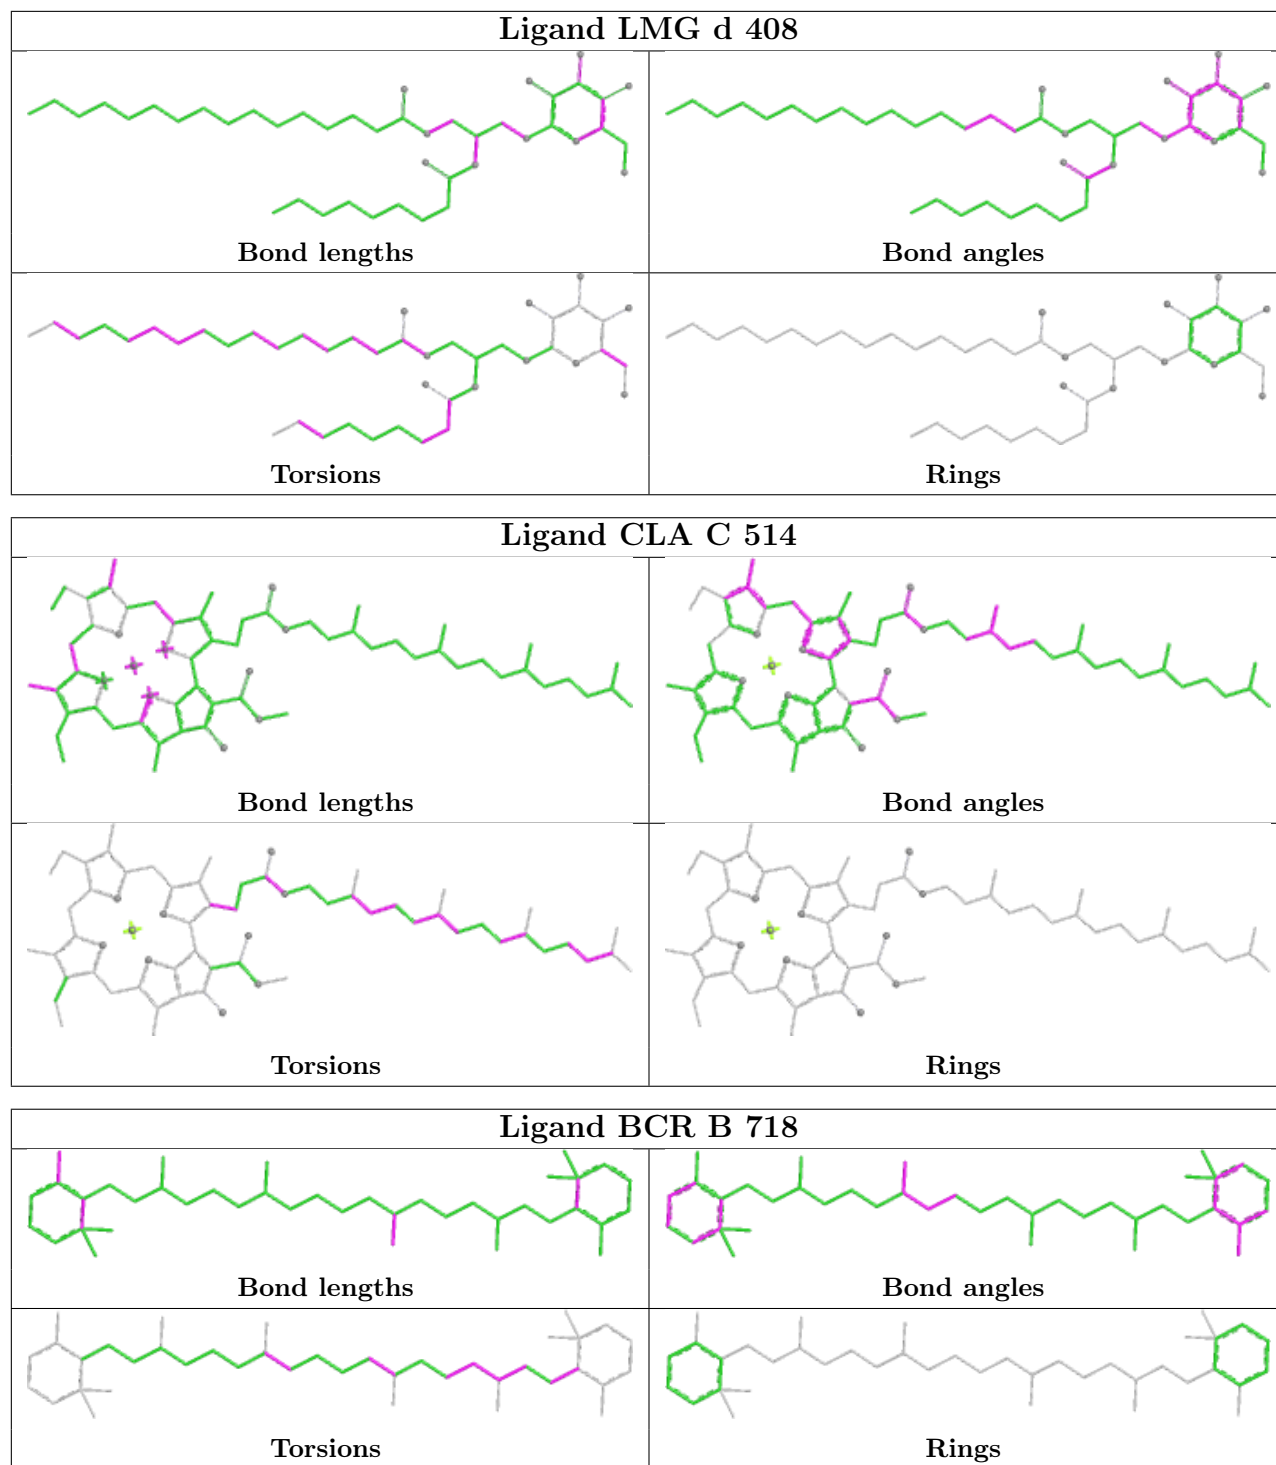 Ligand LMG d 408
Bond lengths
Bond angles
Torsions
Rings
Ligand CLA C 514
Bond lengths
Bond angles
Torsions
Rings
Ligand BCR B 718
Bond lengths
Bond angles
Torsions
Rings